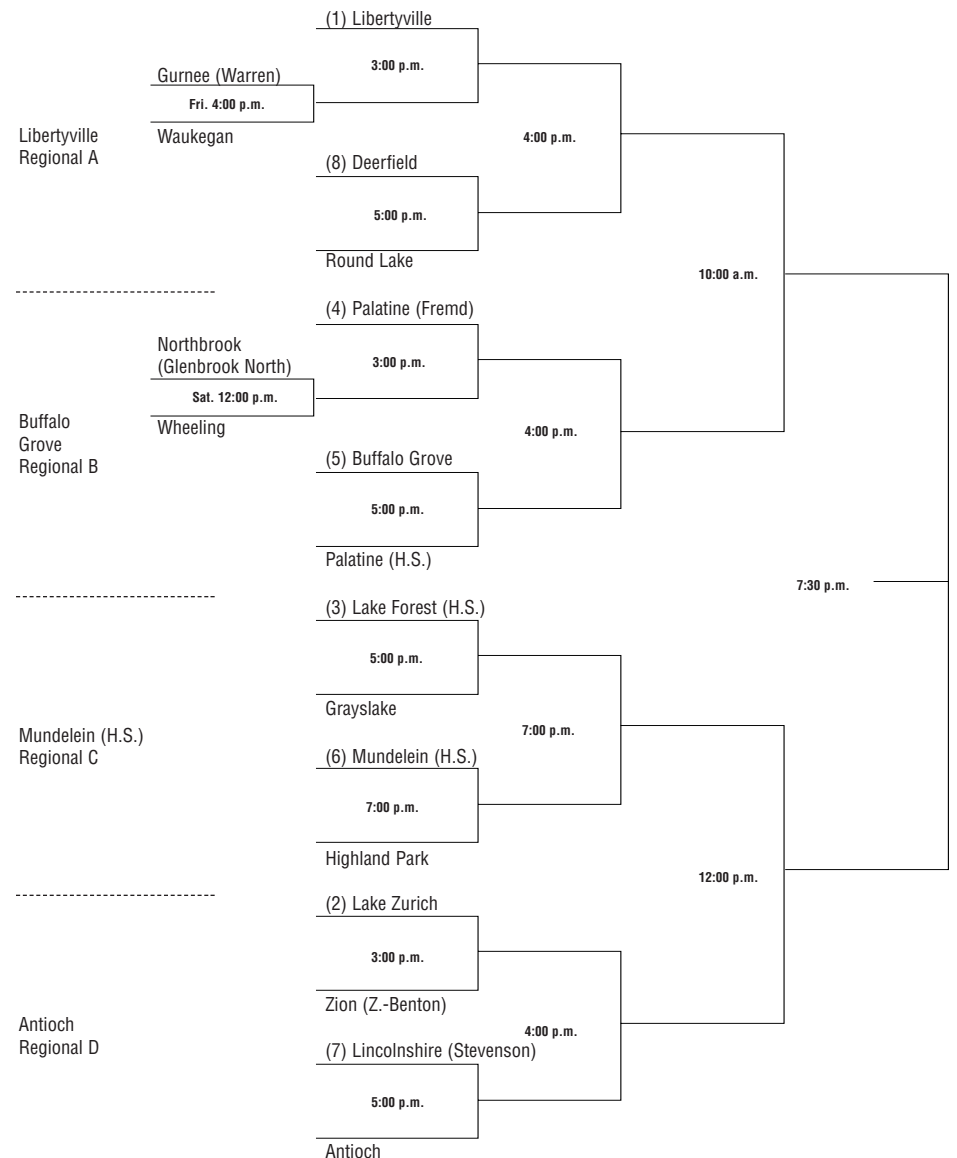 (1) Libertyville
3:00 p.m.
Gurnee (Warren)
Fri. 4:00 p.m.
Waukegan
Libertyville
Regional A
4:00 p.m.
(8) Deerfield
5:00 p.m.
Round Lake
10:00 a.m.
(4) Palatine (Fremd)
3:00 p.m.
Northbrook
(Glenbrook North)
Sat. 12:00 p.m.
Wheeling
Buffalo
Grove
Regional B
4:00 p.m.
(5) Buffalo Grove
5:00 p.m.
Palatine (H.S.)
7:30 p.m.
(3) Lake Forest (H.S.)
5:00 p.m.
Grayslake
Mundelein (H.S.)
Regional C
7:00 p.m.
(6) Mundelein (H.S.)
7:00 p.m.
Highland Park
12:00 p.m.
(2) Lake Zurich
3:00 p.m.
Zion (Z.-Benton)
Antioch
Regional D
4:00 p.m.
(7) Lincolnshire (Stevenson)
5:00 p.m.
Antioch